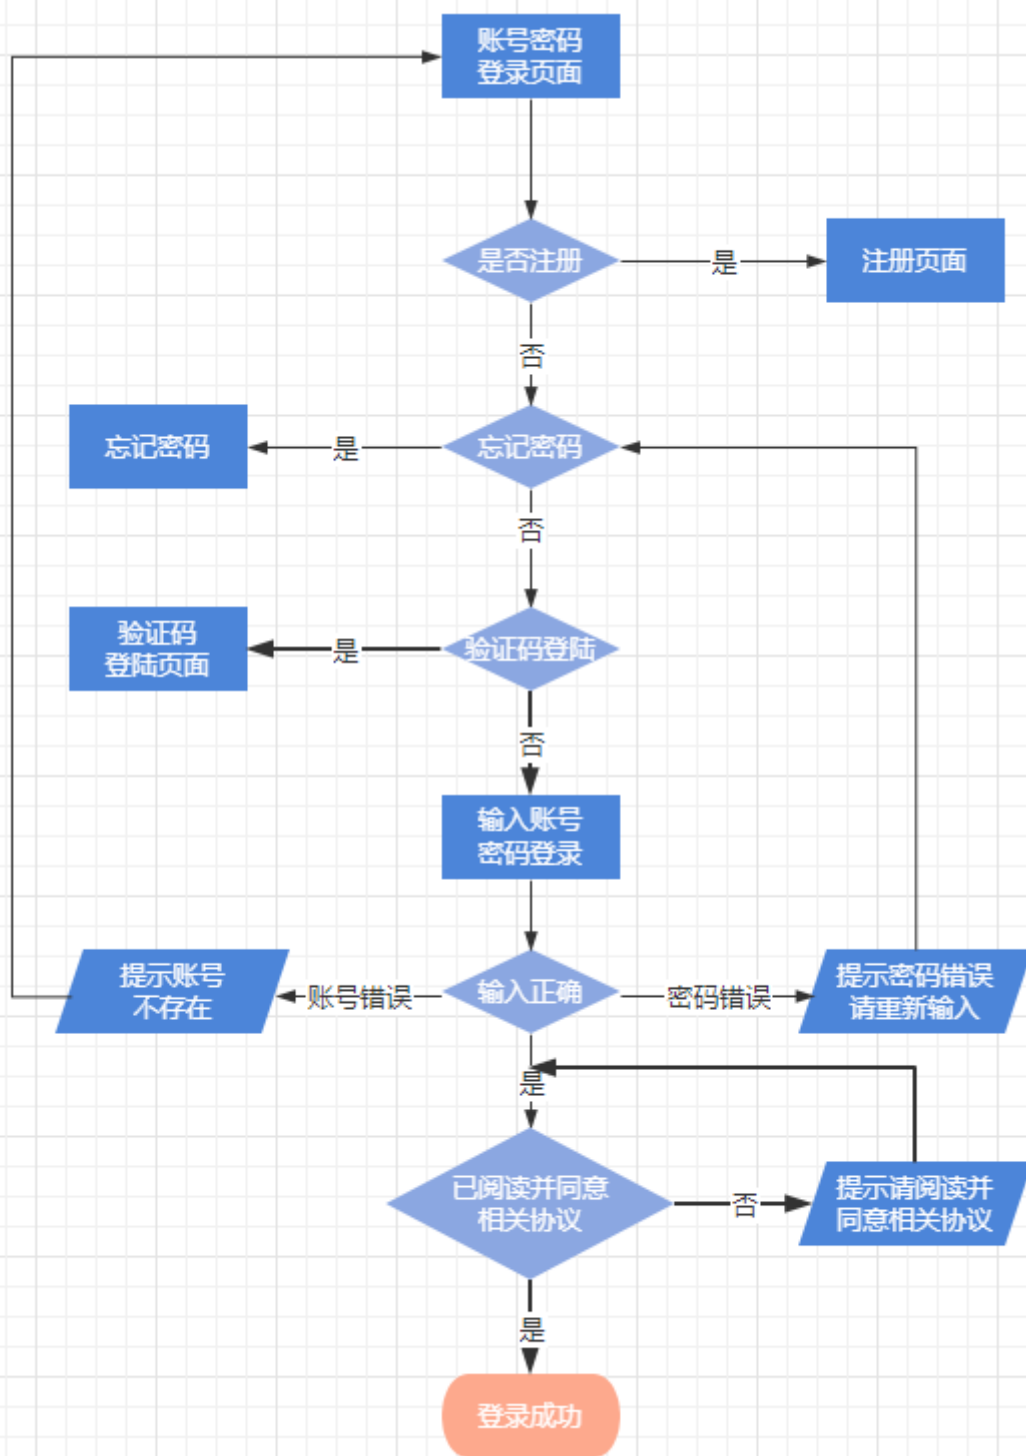 账号密码
登录页面
是否注册
是
注册页面
否
忘记密码
是
忘记密码
否
验证码
登陆页面
是
验证码登陆
否
输入账号
密码登录
提示账号
不存在
账号错误
输入正确
密码错误
提示密码错误
请重新输入
是
已阅读并同意
相关协议
否
提示请阅读并
同意相关协议
是
登录成功